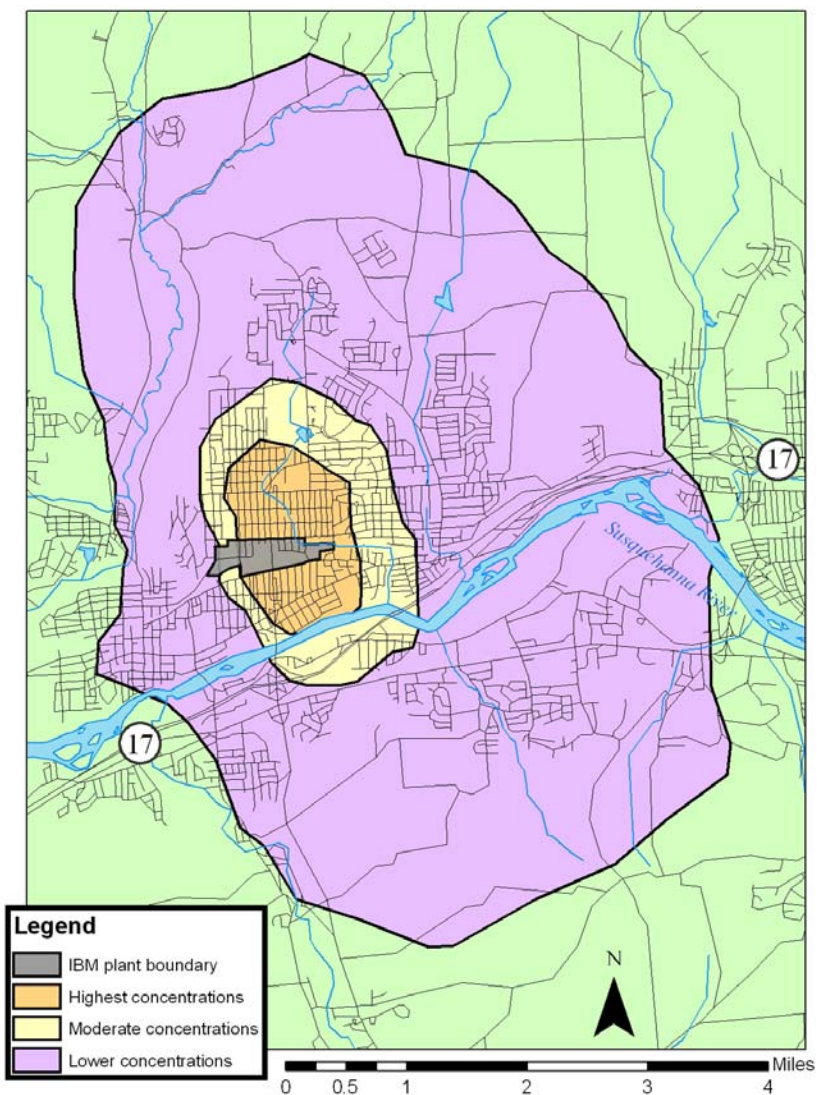 17
Susquehanna River
17
Legend
IBM plant boundary
Highest concentrations
Moderate concentrations
Lower concentrations
N
Miles
0 0.5 1 2 3 4